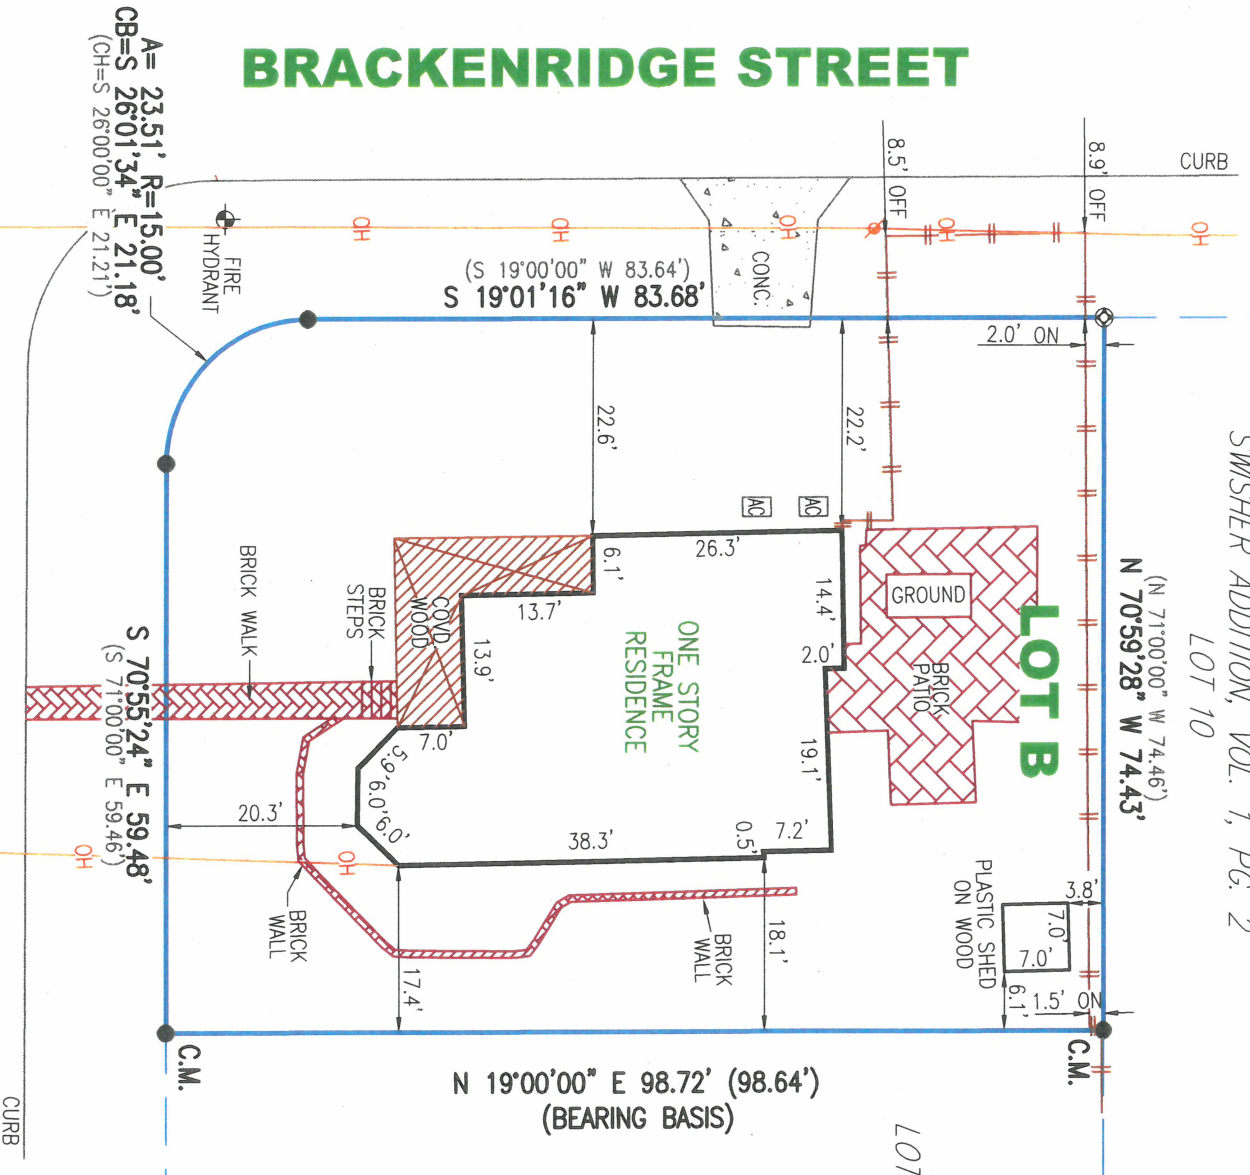 BRACKENRIDGE STREET
A= 23.51' R=15.00'
CB=S 26°01'34" E 21.18'
(CH=S 26°00'00" E 21.21')
CURB
8.5' OFF
8.9' OFF
OH
OH
OH
OH
OH
FIRE
HYDRANT
CONC.
(S 19°00'00" W 83.64')
S 19°01'16" W 83.68'
2.0' ON
22.6'
22.2'
AC
AC
26.3'
6.1'
13.7'
13.9'
7.0'
14.4'
2.0'
19.1'
7.2'
0.5'
38.3'
5.9'
6.0'
6.0'
COVD
WOOD
ONE STORY
FRAME
RESIDENCE
GROUND
BRICK
PATIO
LOT B
(N 71°00'00" W 74.46')
N 70°59'28" W 74.43'
SWISHER ADDITION, VOL. 1, PG. 2
LOT 10
BRICK WALK
BRICK
STEPS
S 70°55'24" E 59.48'
(S 71°00'00" E 59.46')
20.3'
OH
OH
BRICK
WALL
BRICK
WALL
17.4'
18.1'
PLASTIC SHED
ON WOOD
3.8'
7.0'
7.0'
6.1'
1.5' ON
C.M.
C.M.
N 19°00'00" E 98.72' (98.64')
(BEARING BASIS)
LOT
CURB